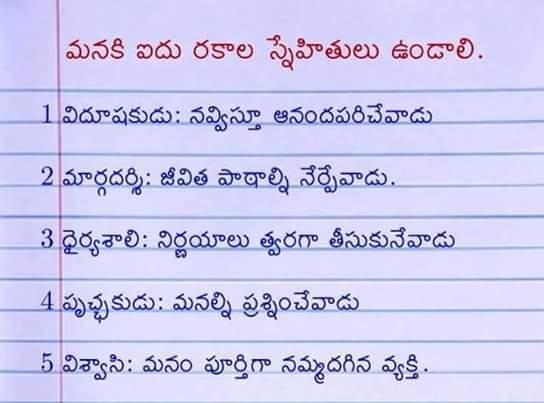 మనకి ఐదు రకాల స్నేహితులు ఉండాలి.
1 విదూషకుడు: నవ్విస్తూ ఆనందపరిచేవాడు
2 మార్గదర్శి: జీవిత పాఠాల్ని నేర్పేవాడు.
3 ధైర్యశాలి: నిర్ణయాలు త్వరగా తీసుకునేవాడు
4 పృచ్ఛకుడు: మనల్ని ప్రశ్నించేవాడు
5 విశ్వాసి: మనం పూర్తిగా నమ్మదగిన వ్యక్తి.